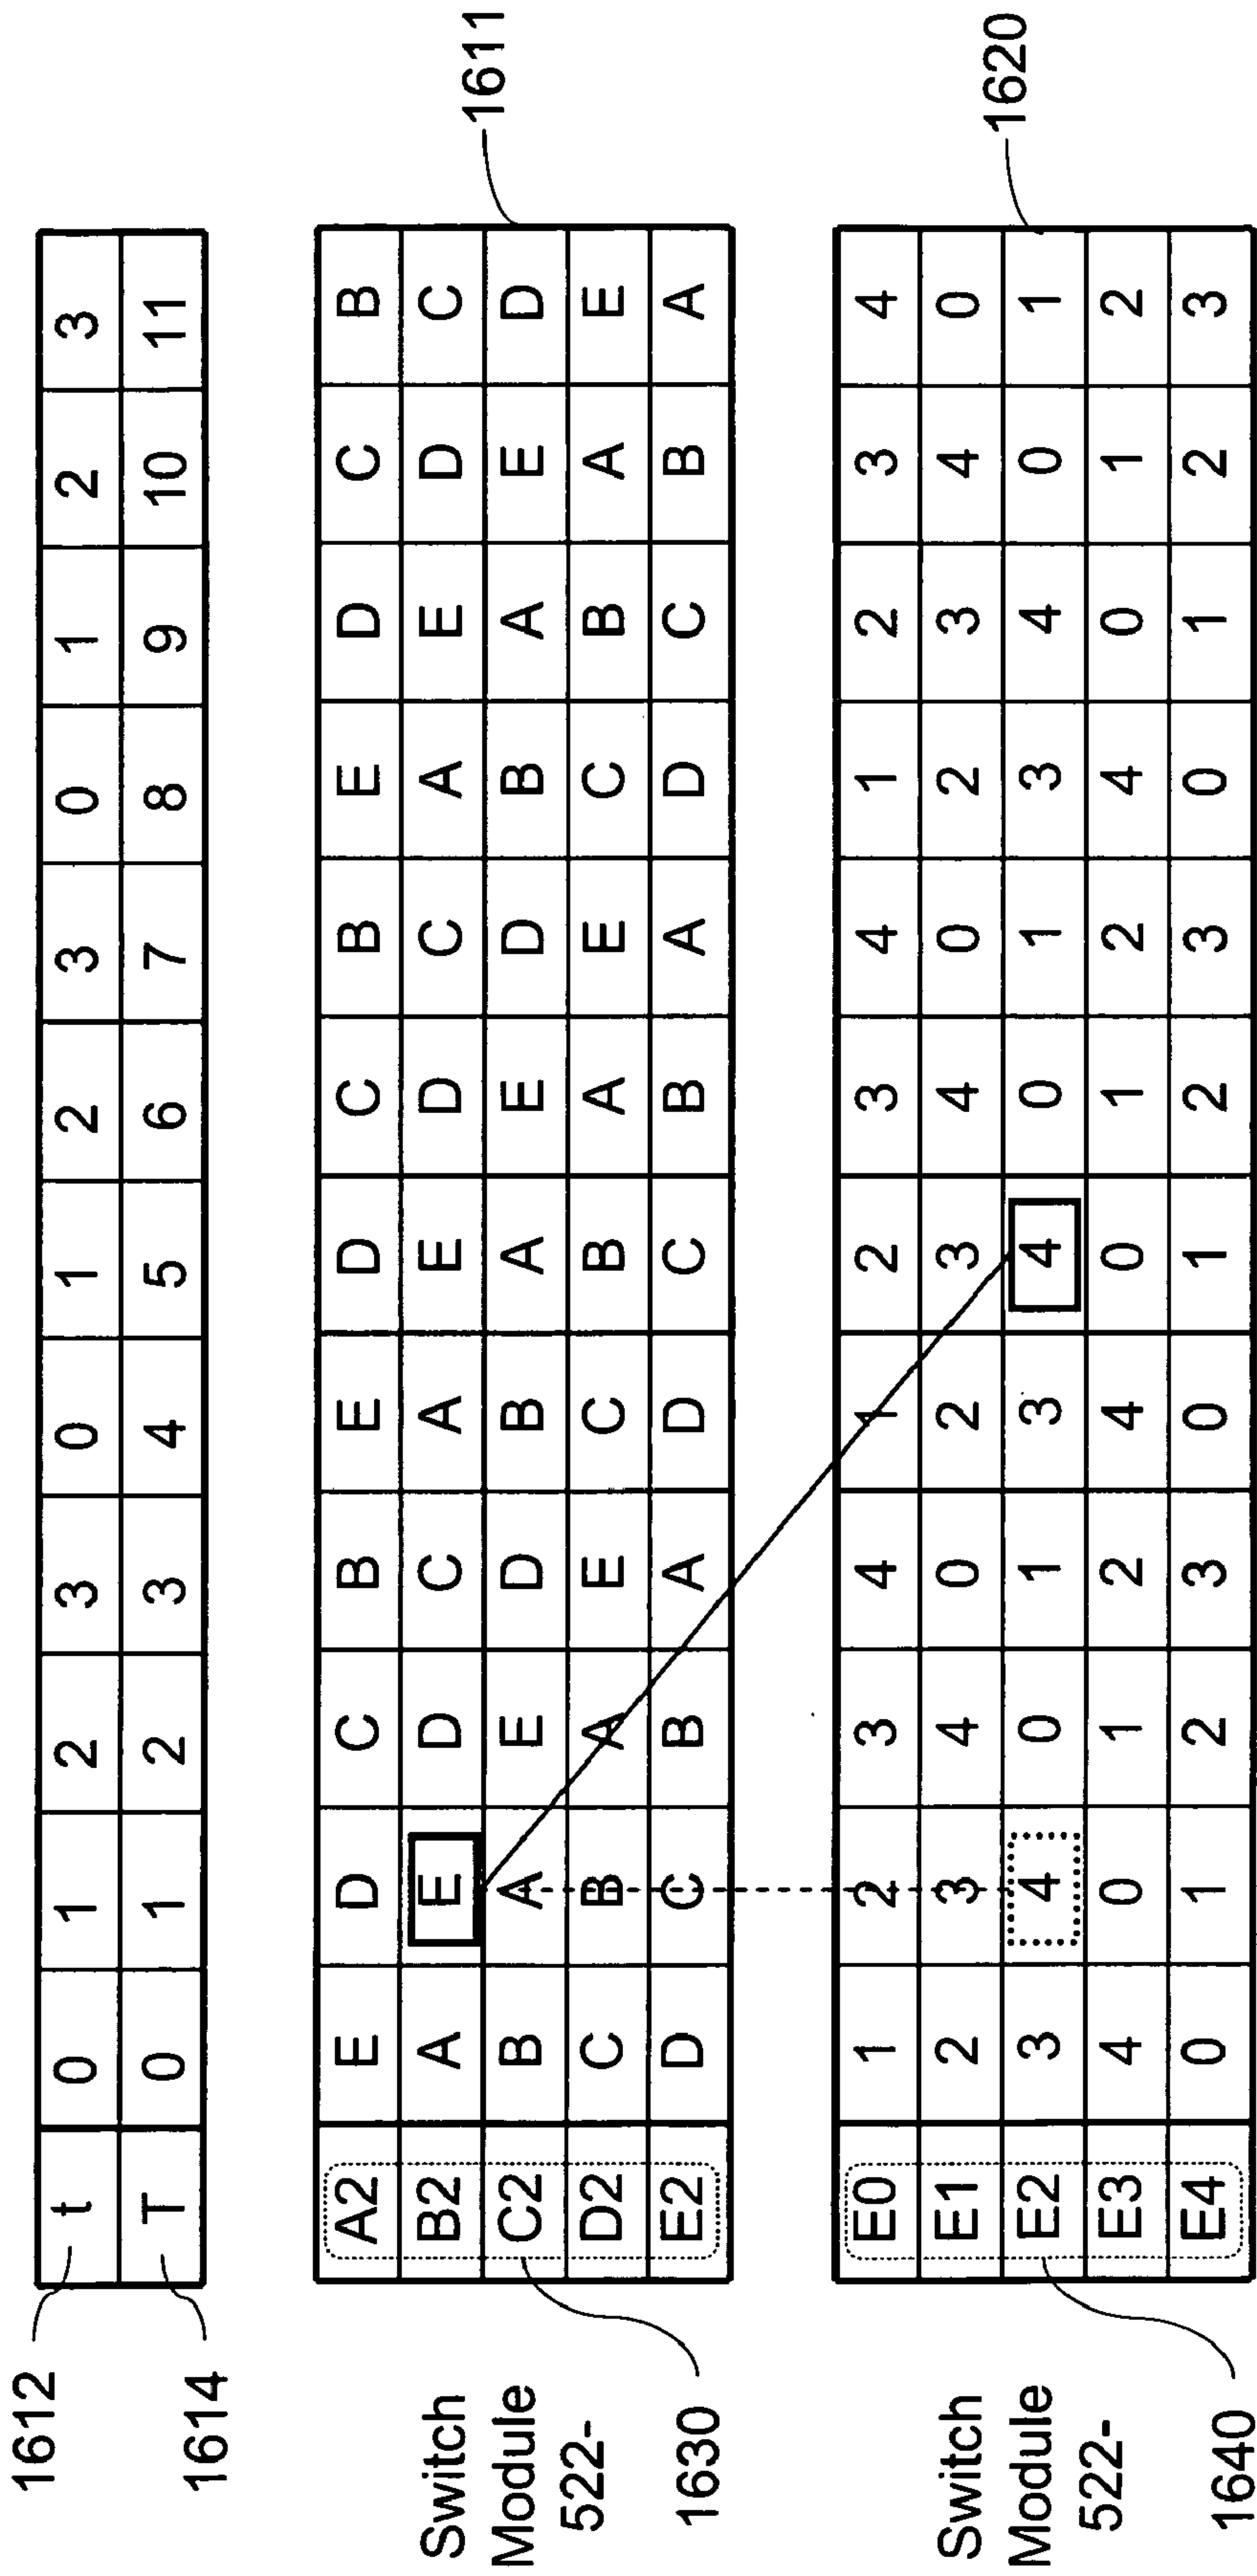 1612
t 0 1 2 3 0 1 2 3 0 1 2 3
T 0 1 2 3 4 5 6 7 8 9 10 11
1614
1611
A2 E D C B E D C B E D C B
B2 A E D C A E D C A E D C
C2 B A E D B A E D B A E D
D2 C B A E C B A E C B A E
E2 D C B A D C B A D C B A
Switch
Module
522-
1630
1620
E0 1 2 3 4 1 2 3 4 1 2 3 4
E1 2 3 4 0 2 3 4 0 2 3 4 0
E2 3 4 0 1 3 4 0 1 3 4 0 1
E3 4 0 1 2 4 0 1 2 4 0 1 2
E4 0 1 2 3 0 1 2 3 0 1 2 3
Switch
Module
522-
1640